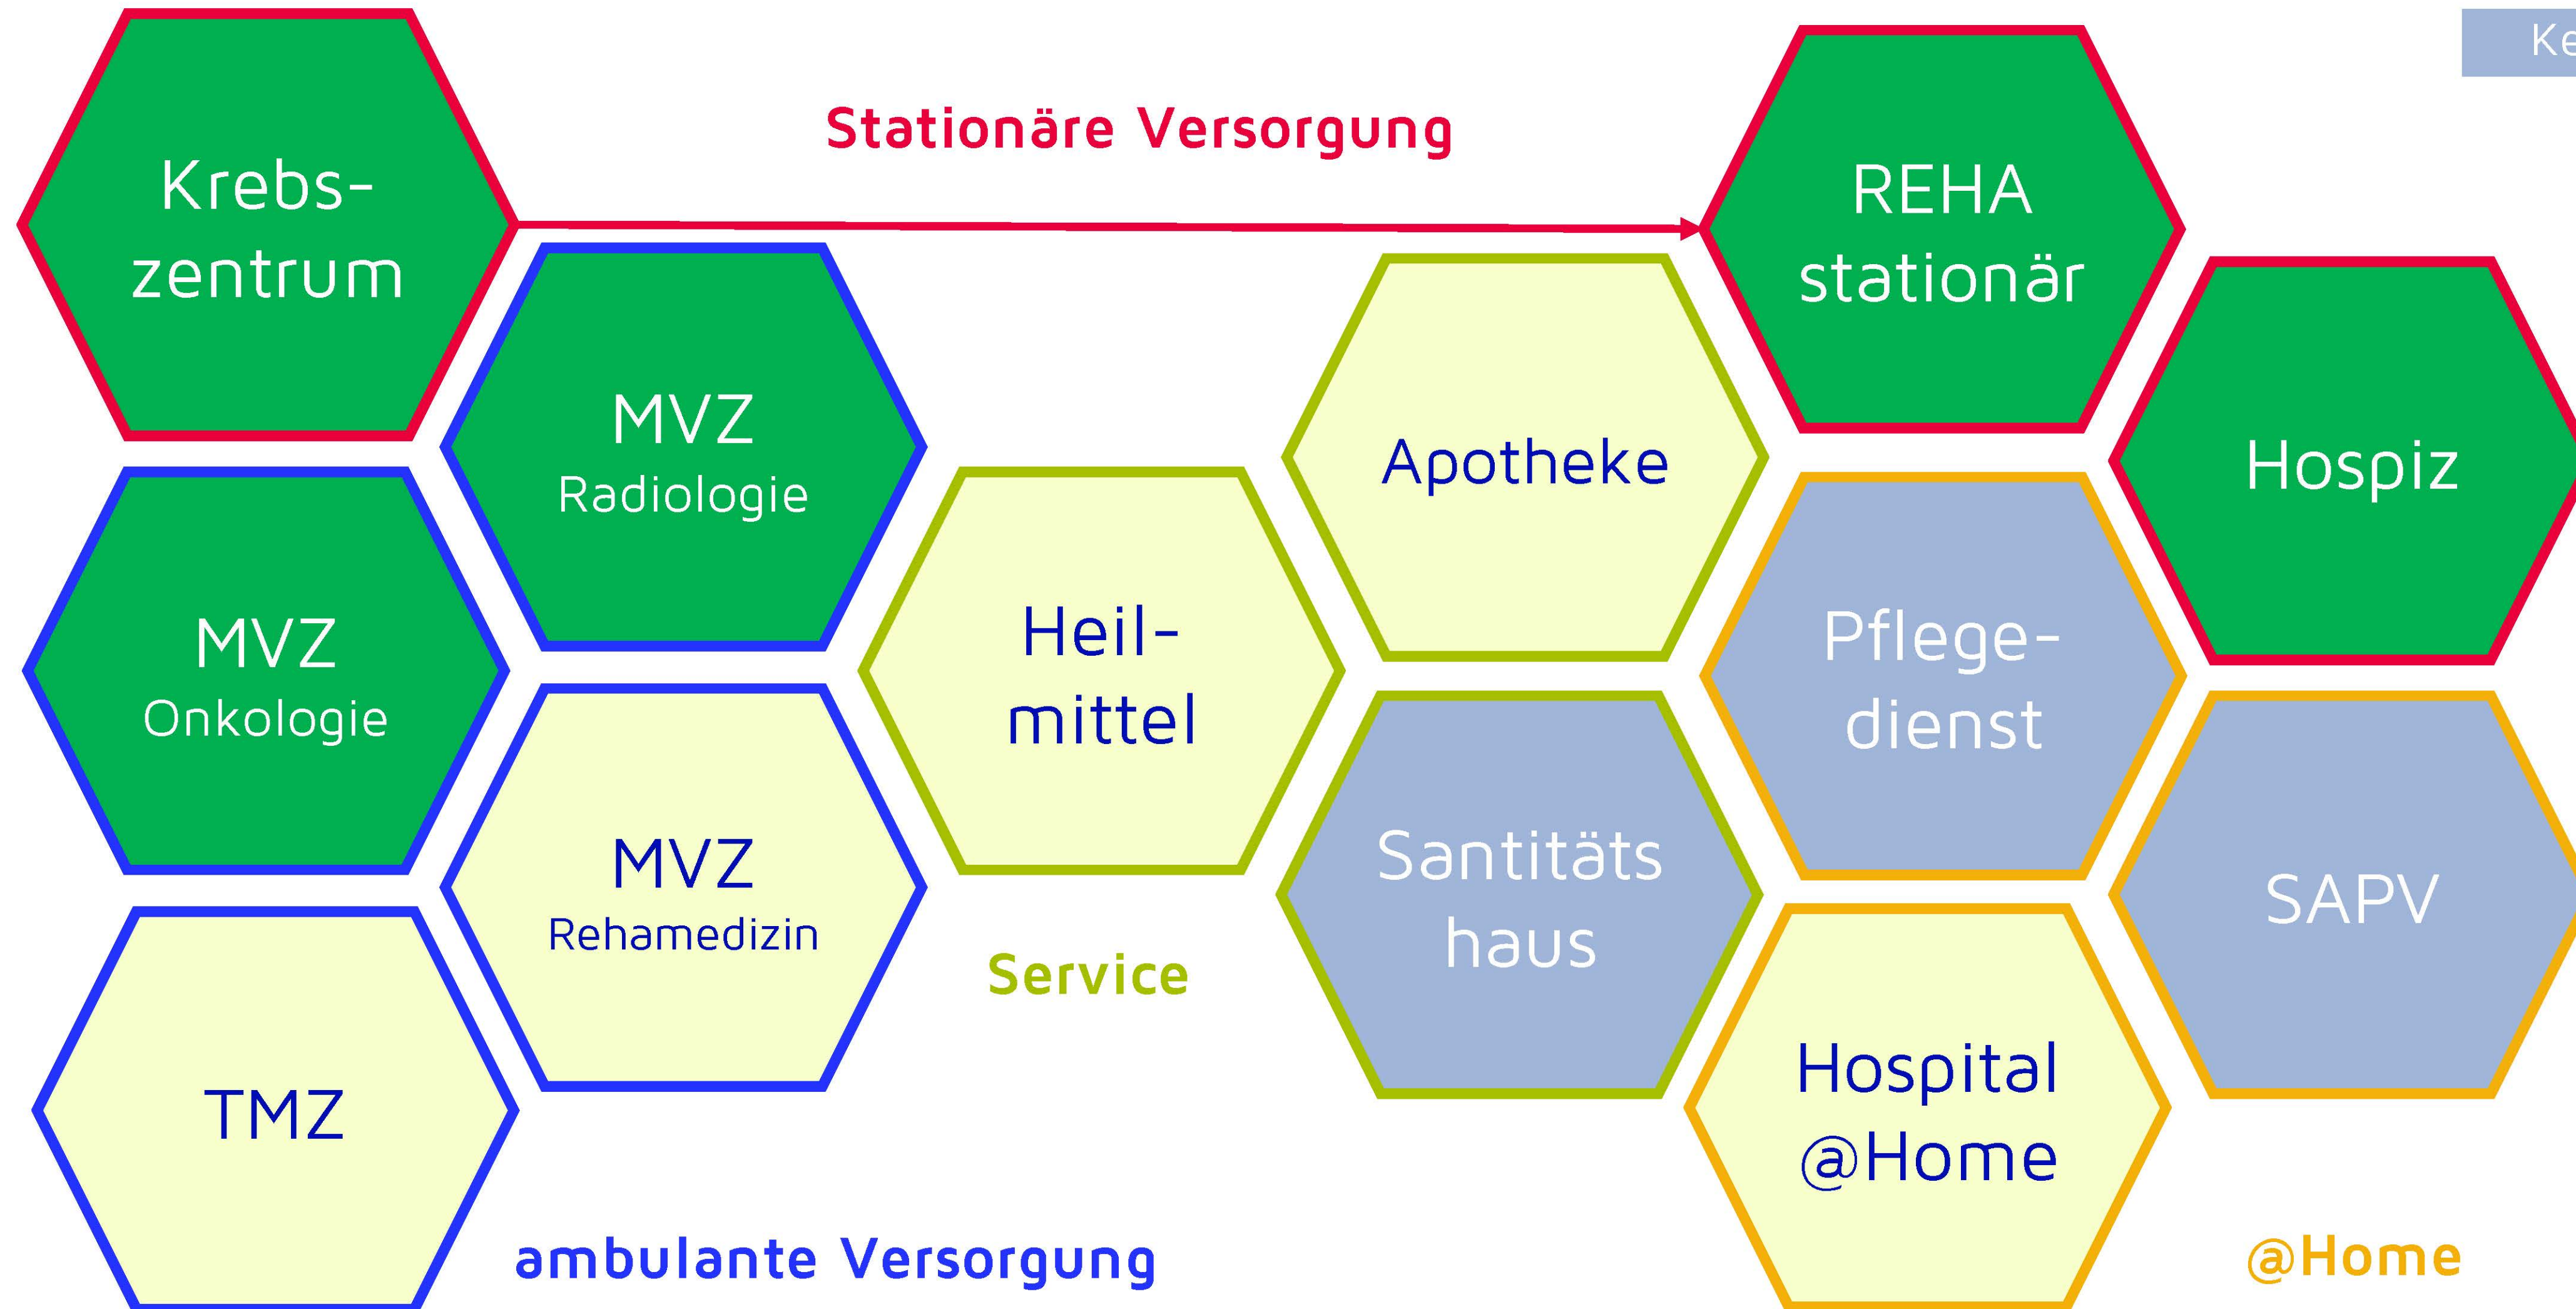 Stationäre Versorgung
Krebs-
zentrum
REHA
stationär
MVZ
Radiologie
Apotheke
Hospiz
MVZ
Onkologie
Heil-
mittel
Pflege-
dienst
MVZ
Rehamedizin
Santitäts
haus
SAPV
Service
TMZ
Hospital
@Home
ambulante Versorgung
@Home